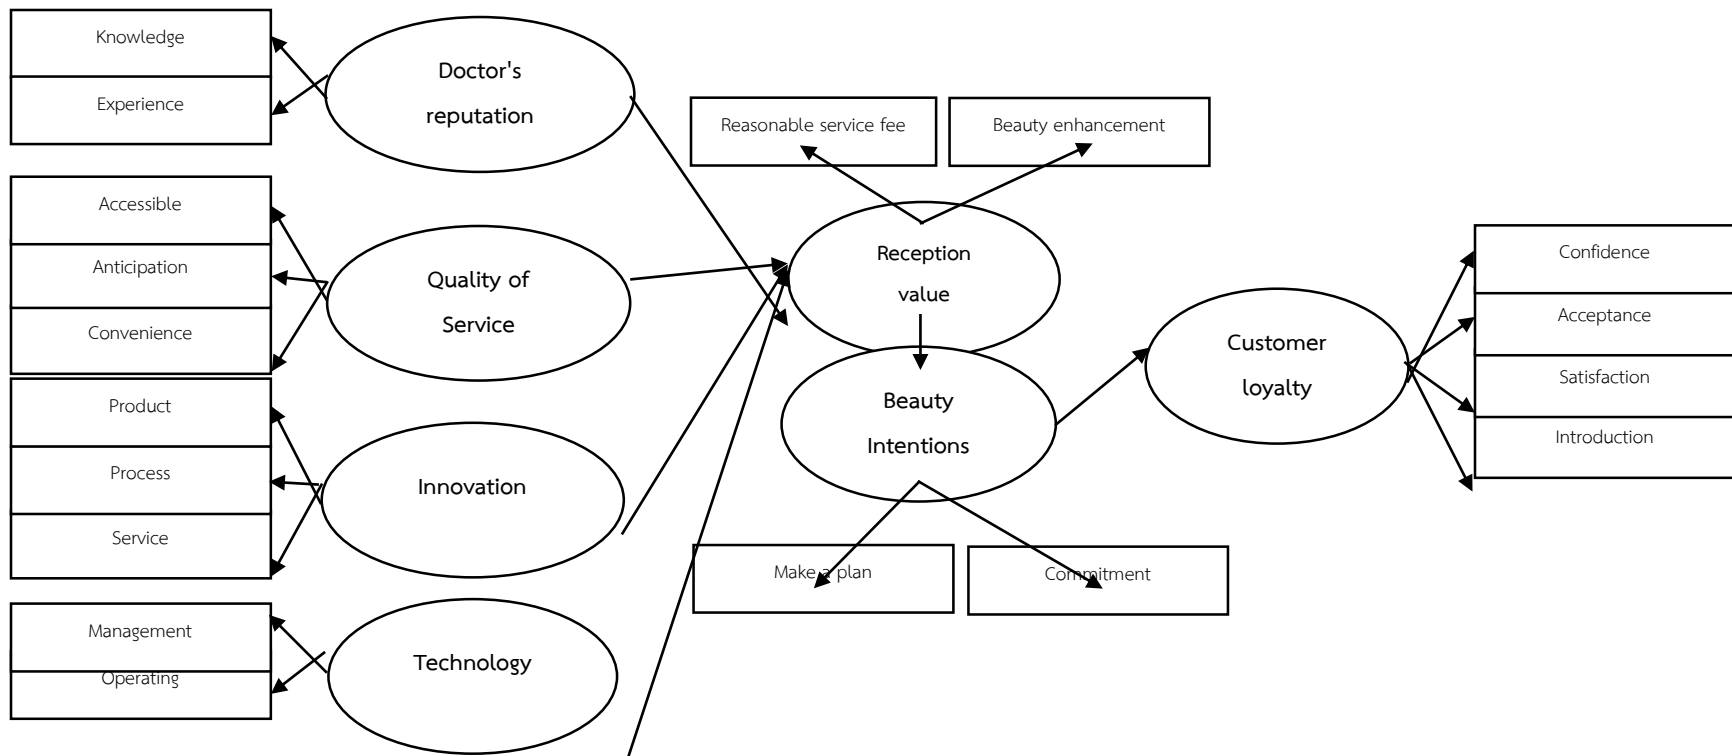 Knowledge
Experience
Doctor's
reputation
Reasonable service fee
Beauty enhancement
Accessible
Anticipation
Convenience
Quality of
Service
Reception
value
Confidence
Acceptance
Satisfaction
Introduction
Customer
loyalty
Beauty
Intentions
Product
Process
Service
Innovation
Make a plan
Commitment
Management
Operating
Technology